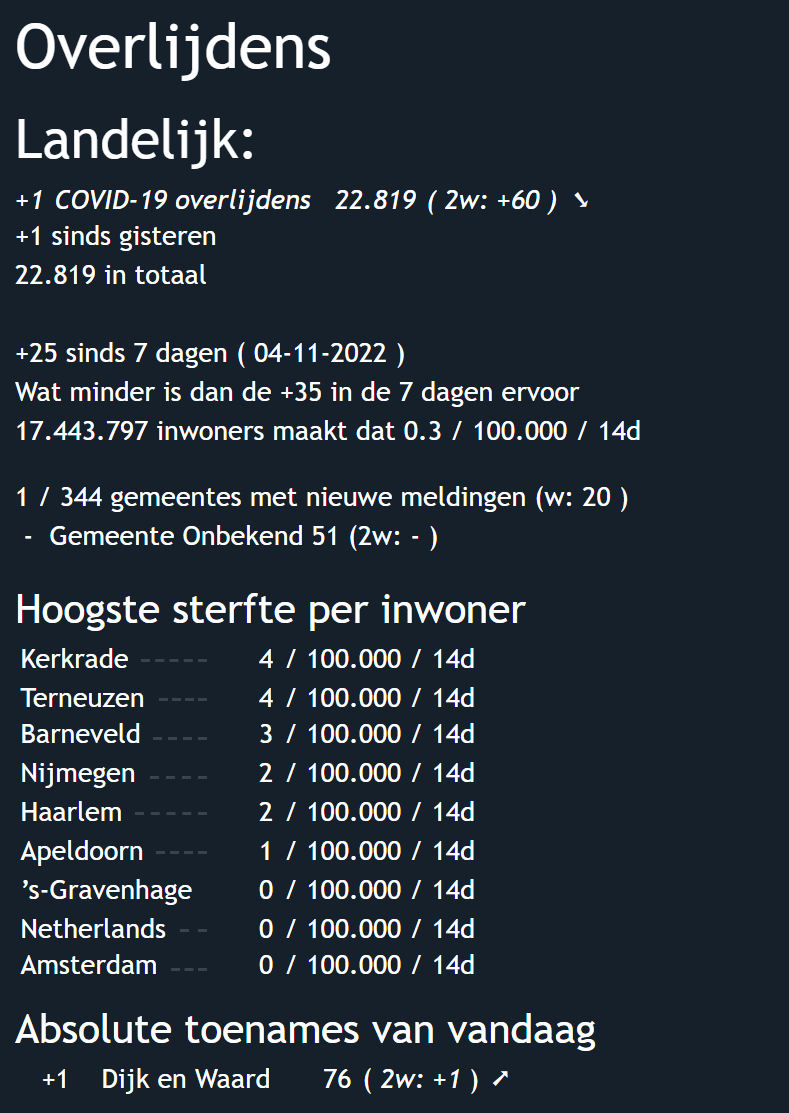 Overlijdens
Landelijk:
+1 COVID-19 overlijdens 22.819 ( 2w: +60 ) ➘
+1 sinds gisteren
22.819 in totaal
+25 sinds 7 dagen ( 04-11-2022 )
Wat minder is dan de +35 in de 7 dagen ervoor
17.443.797 inwoners maakt dat 0.3 / 100.000 / 14d
1 / 344 gemeentes met nieuwe meldingen (w: 20 )
- Gemeente Onbekend 51 (2w: - )
Hoogste sterfte per inwoner
Kerkrade ----- 4 / 100.000 / 14d
Terneuzen ---- 4 / 100.000 / 14d
Barneveld ---- 3 / 100.000 / 14d
Nijmegen ---- 2 / 100.000 / 14d
Haarlem ----- 2 / 100.000 / 14d
Apeldoorn ---- 1 / 100.000 / 14d
’s-Gravenhage 0 / 100.000 / 14d
Netherlands -- 0 / 100.000 / 14d
Amsterdam --- 0 / 100.000 / 14d
Absolute toenames van vandaag
+1 Dijk en Waard 76 ( 2w: +1 ) ➚